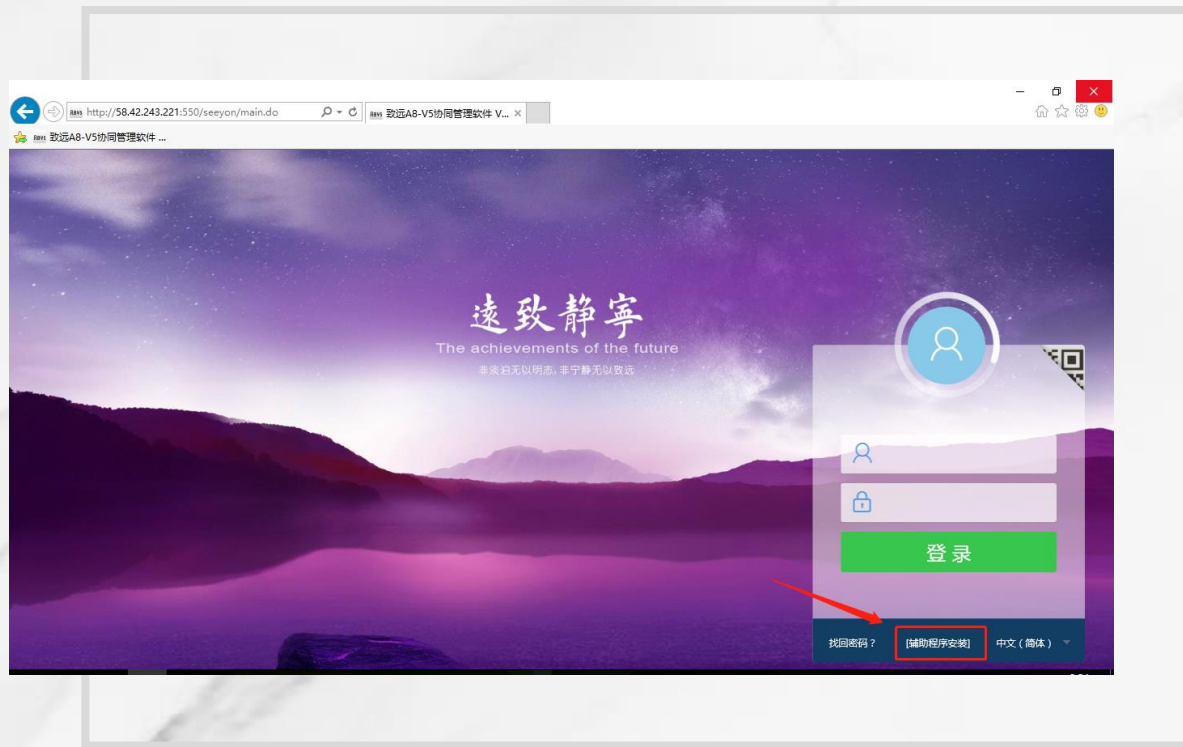 http://58.42.243.221:550/seeyon/main.do
致远A8-V5协同管理软件 V...
致远A8-V5协同管理软件 ...
遠致静寧
The achievements of the future
非淡泊无以明志,非宁静无以致远
登录
找回密码？
[辅助程序安装]
中文（简体）